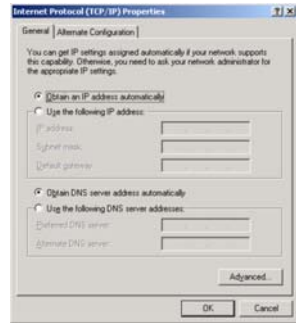 Internet Protocol (TCP/IP) Properties
General
Alternate Configuration
You can get IP settings assigned automatically if your network supports
this capability. Otherwise, you need to ask your network administrator for
the appropriate IP settings.
Obtain an IP address automatically
Use the following IP address:
IP address:
Subnet mask:
Default gateway:
Obtain DNS server address automatically
Use the following DNS server addresses:
Preferred DNS server:
Alternate DNS server:
Advanced...
OK
Cancel